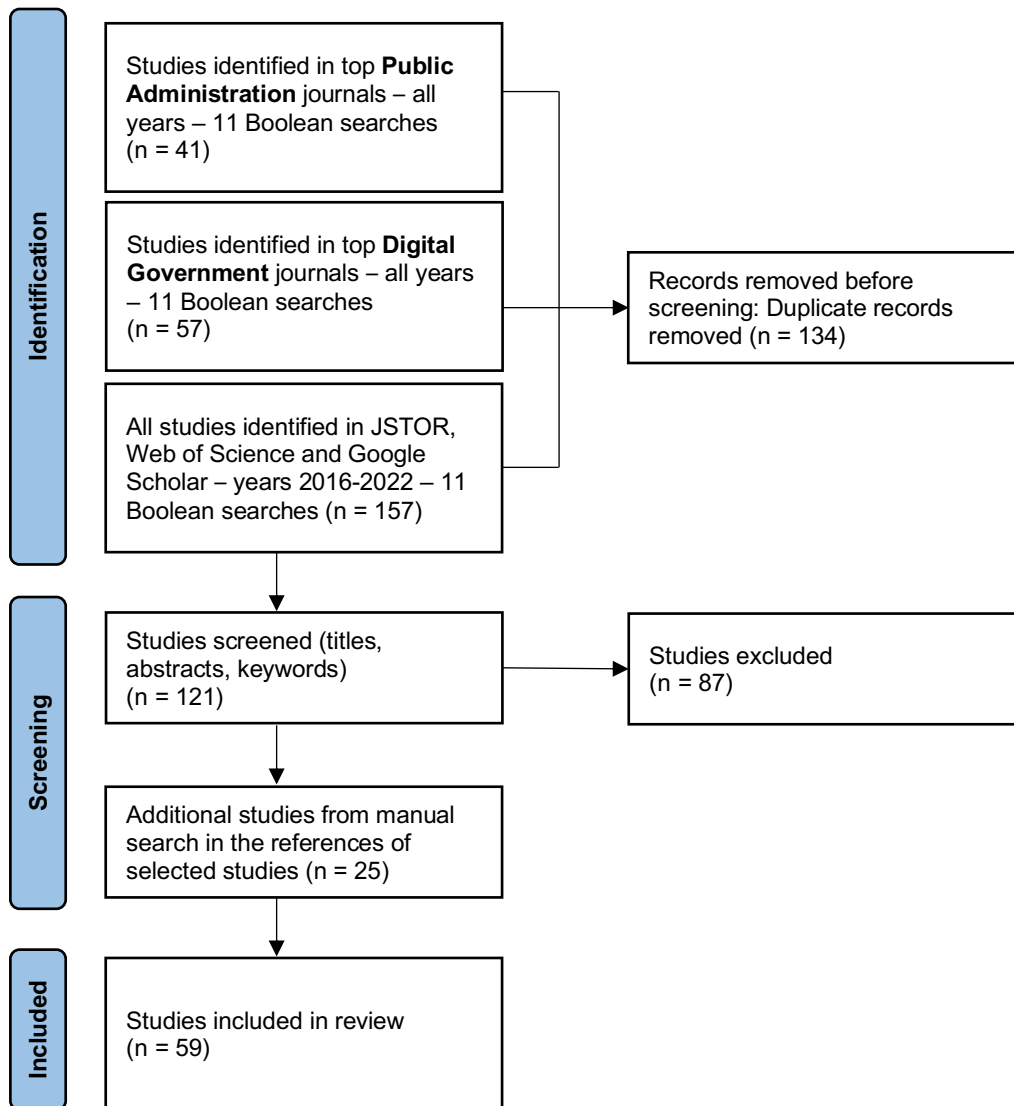 Identification
Studies identified in top Public
Administration journals – all
years – 11 Boolean searches
(n = 41)
Studies identified in top Digital
Government journals – all years
– 11 Boolean searches
(n = 57)
All studies identified in JSTOR,
Web of Science and Google
Scholar – years 2016-2022 – 11
Boolean searches (n = 157)
Records removed before
screening: Duplicate records
removed (n = 134)
Screening
Studies screened (titles,
abstracts, keywords)
(n = 121)
Studies excluded
(n = 87)
Additional studies from manual
search in the references of
selected studies (n = 25)
Included
Studies included in review
(n = 59)